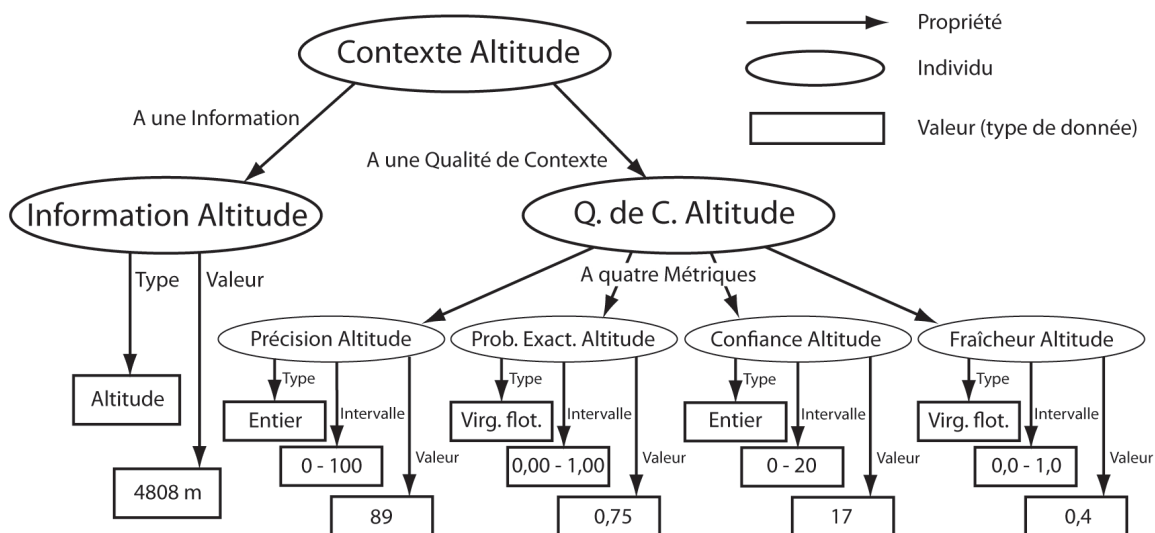 Contexte Altitude
Propriété
Individu
Valeur (type de donnée)
A une Information
A une Qualité de Contexte
Information Altitude
Q. de C. Altitude
Type
Valeur
A quatre Métriques
Altitude
4808 m
Précision Altitude
Type
Entier
Intervalle
0 - 100
Valeur
89
Prob. Exact. Altitude
Type
Virg. flot.
Intervalle
0,00 - 1,00
Valeur
0,75
Confiance Altitude
Type
Entier
Intervalle
0 - 20
Valeur
17
Fraîcheur Altitude
Type
Virg. flot.
Intervalle
0,0 - 1,0
Valeur
0,4